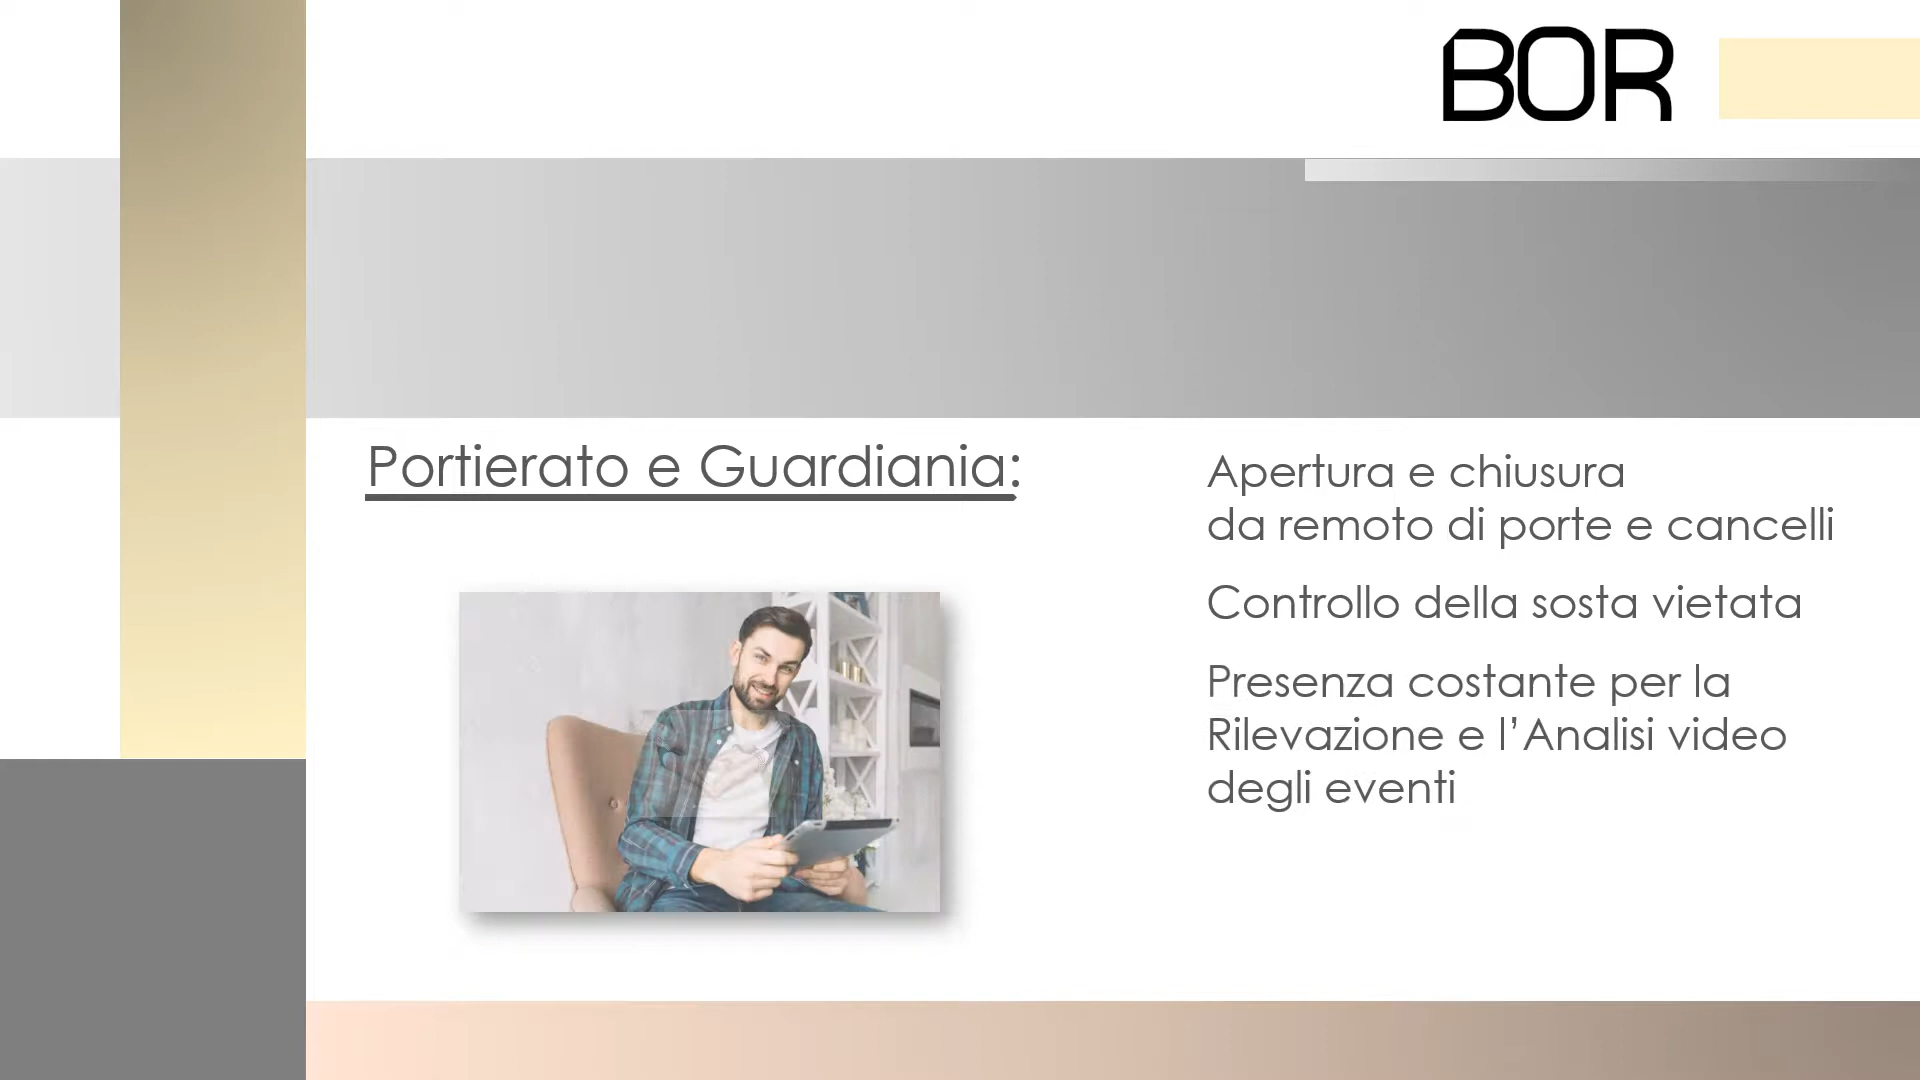 BOR
Portierato e Guardiania:
Apertura e chiusura
da remoto di porte e cancelli
Controllo della sosta vietata
Presenza costante per la
Rilevazione e l’Analisi video
degli eventi